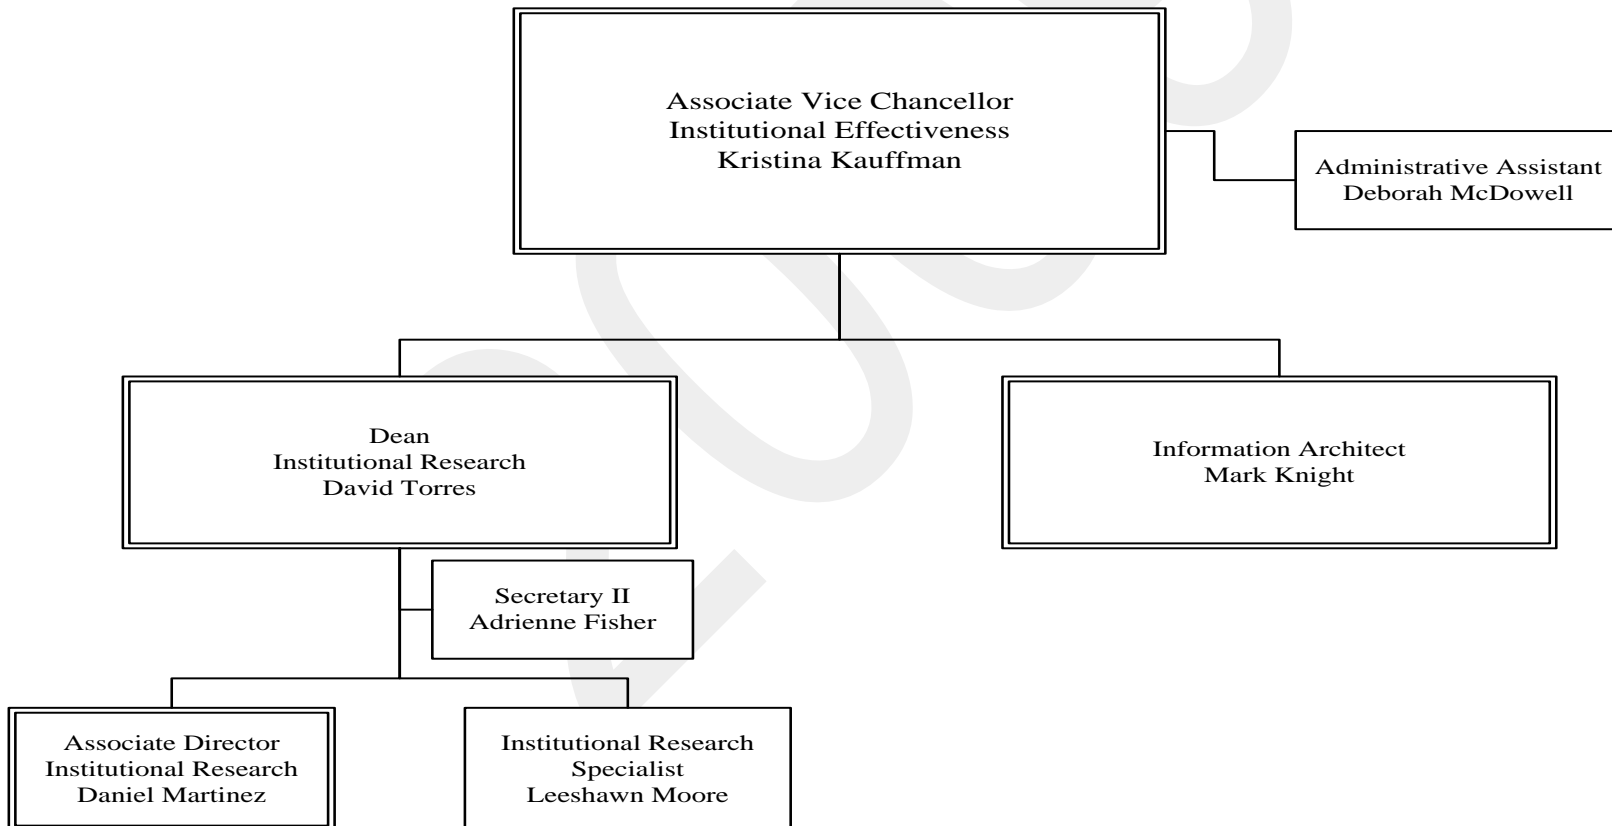 Associate Vice Chancellor
Institutional Effectiveness
Kristina Kauffman
Administrative Assistant
Deborah McDowell
Dean
Institutional Research
David Torres
Information Architect
Mark Knight
Secretary II
Adrienne Fisher
Associate Director
Institutional Research
Daniel Martinez
Institutional Research
Specialist
Leeshawn Moore